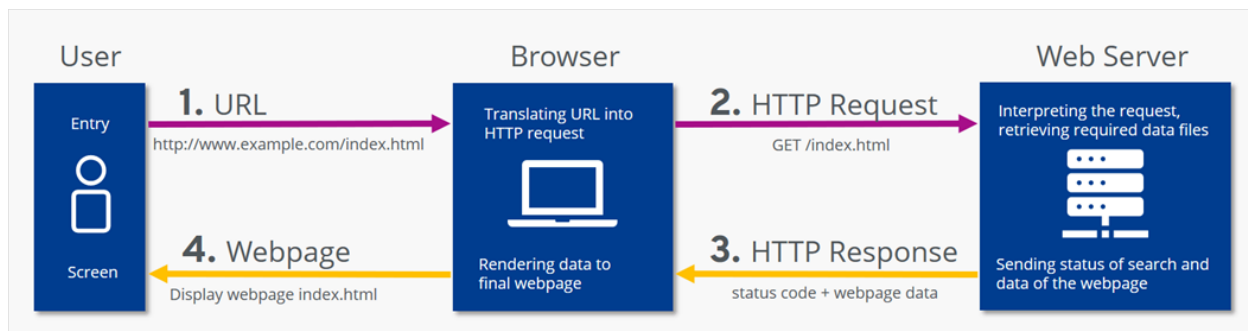 User
Browser
Web Server
Entry
1. URL
http://www.example.com/index.html
Translating URL into
HTTP request
2. HTTP Request
GET /index.html
Interpreting the request,
retrieving required data files
Screen
4. Webpage
Display webpage index.html
Rendering data to
final webpage
3. HTTP Response
status code + webpage data
Sending status of search and
data of the webpage